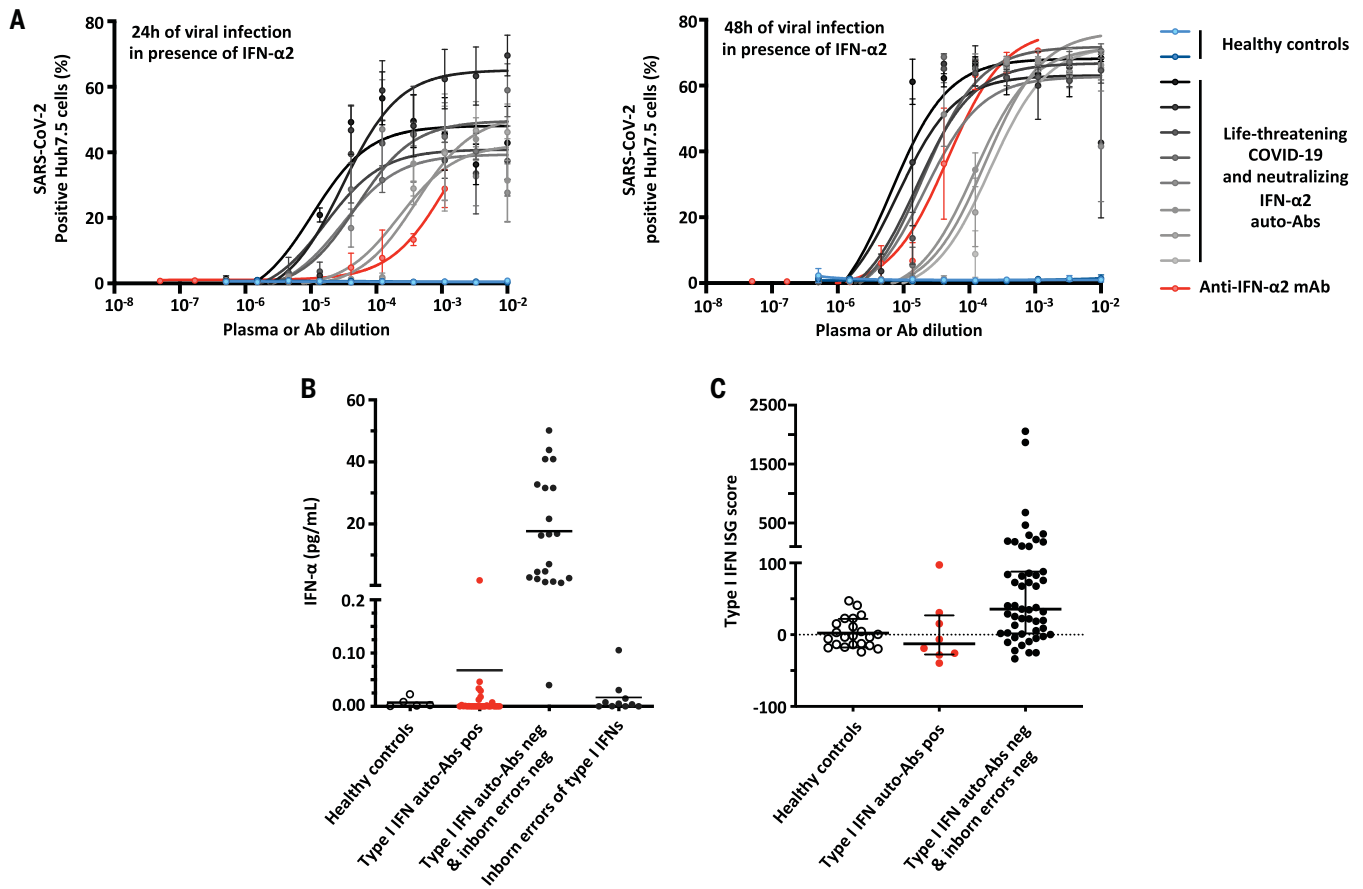 A
24h of viral infection
in presence of IFN-α2
SARS-CoV-2
Positive Huh7.5 cells (%)
80
60
40
20
0
10-8
10-7
10-6
10-5
10-4
10-3
10-2
Plasma or Ab dilution
48h of viral infection
in presence of IFN-α2
SARS-CoV-2
positive Huh7.5 cells (%)
80
60
40
20
0
10-8
10-7
10-6
10-5
10-4
10-3
10-2
Plasma or Ab dilution
Healthy controls
Life-threatening
COVID-19
and neutralizing
IFN-α2
auto-Abs
Anti-IFN-α2 mAb
B
IFN-α (pg/mL)
60
40
20
0.2
0.10
0.00
Healthy controls
Type I IFN auto-Abs pos
Type I IFN auto-Abs neg
& inborn errors neg
Inborn errors of type I IFNs
C
Type I IFN ISG score
2500
1500
500
100
0
-100
Healthy controls
Type I IFN auto-Abs pos
Type I IFN auto-Abs neg
& inborn errors neg